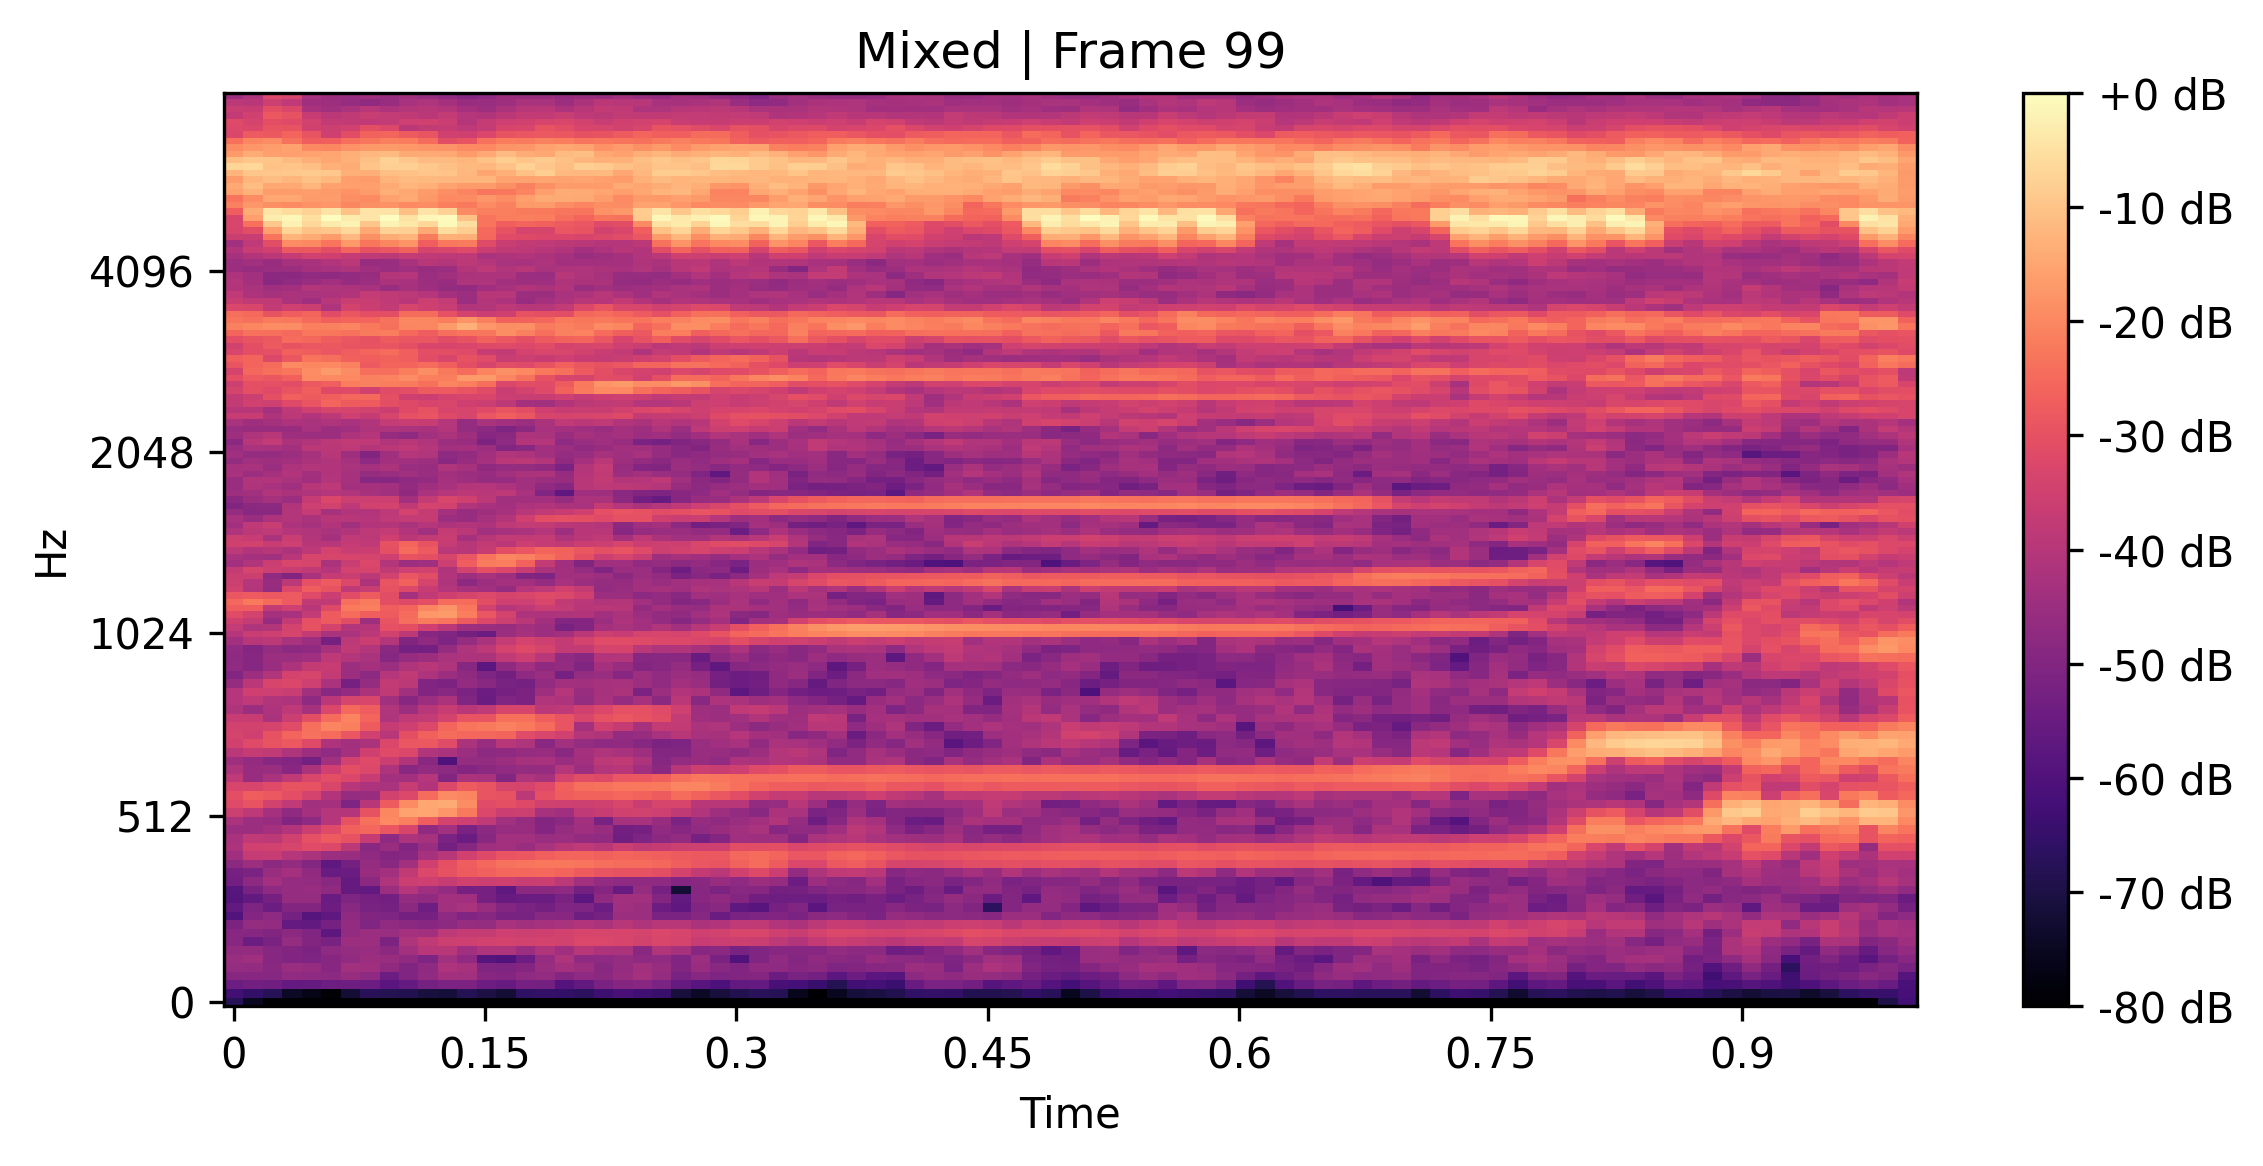 Mixed | Frame 99
+0 dB
-10 dB
-20 dB
-30 dB
-40 dB
-50 dB
-60 dB
-70 dB
-80 dB
Hz
4096
2048
1024
512
0
0 0.15 0.3 0.45 0.6 0.75 0.9
Time